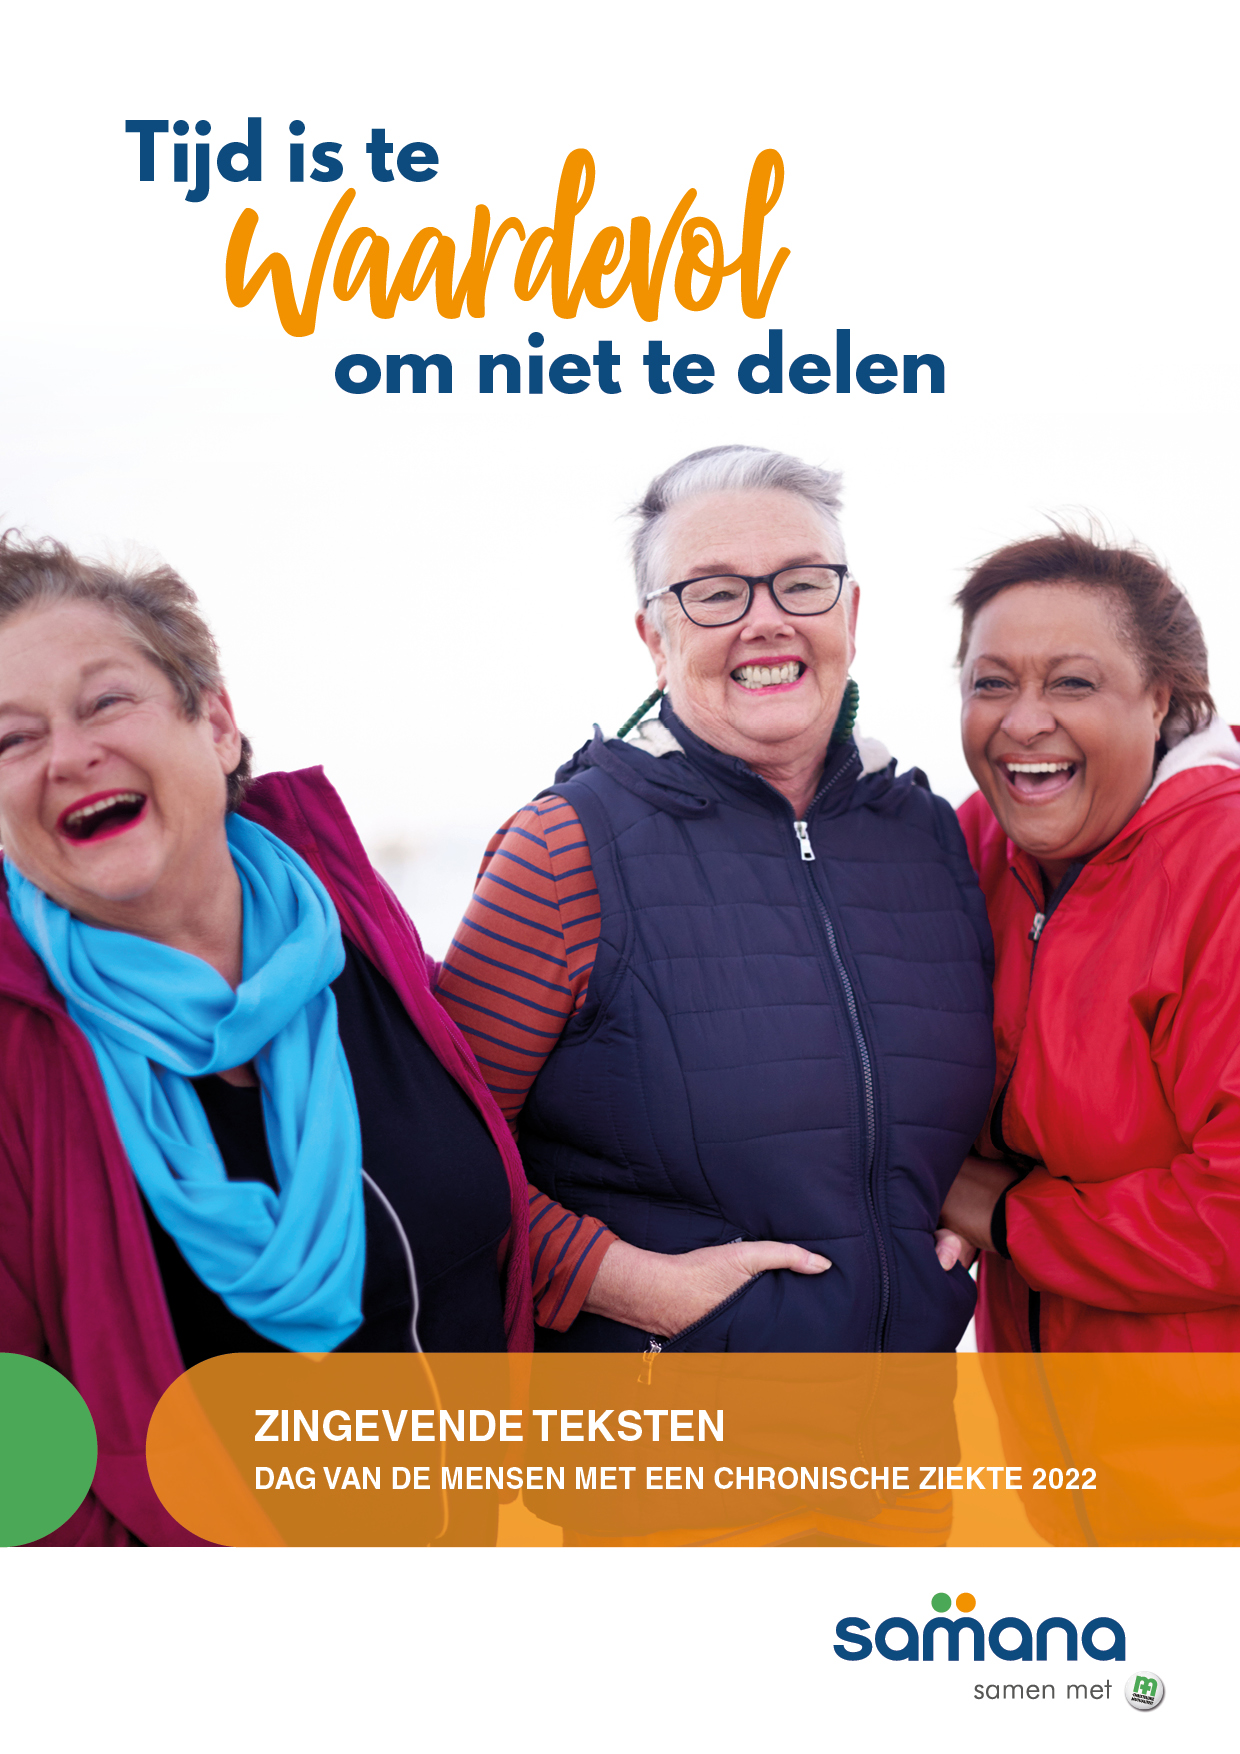 Tijd is te
waardevol
om niet te delen
ZINGEVENDE TEKSTEN
DAG VAN DE MENSEN MET EEN CHRONISCHE ZIEKTE 2022
samana
samen met